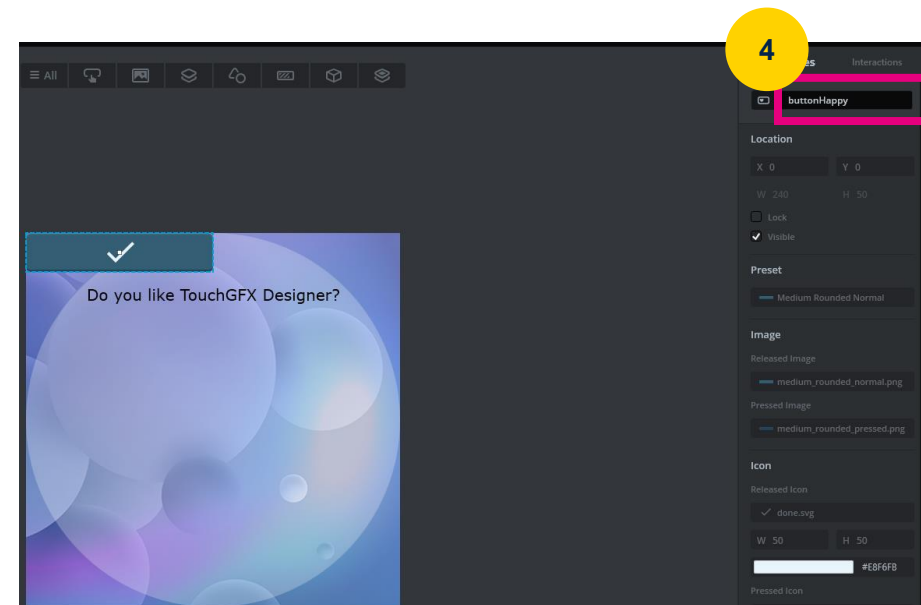 4
es
Interactions
All
buttonHappy
Location
X 0
Y 0
W 240
H 50
Lock
Visible
Do you like TouchGFX Designer?
Preset
Medium Rounded Normal
Image
Released Image
medium_rounded_normal.png
Pressed Image
medium_rounded_pressed.png
Icon
Released Icon
done.svg
W 50
H 50
#E8F6FB
Pressed Icon